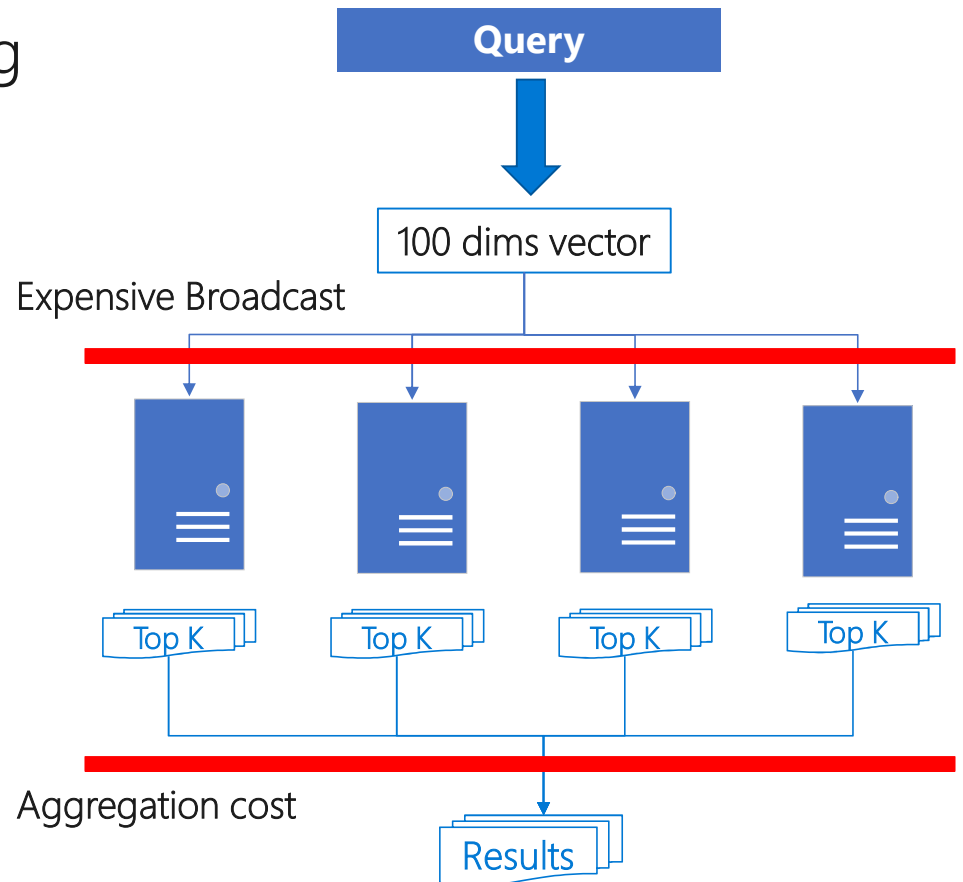 g
Query
100 dims vector
Expensive Broadcast
Top K
Top K
Top K
Top K
Aggregation cost
Results